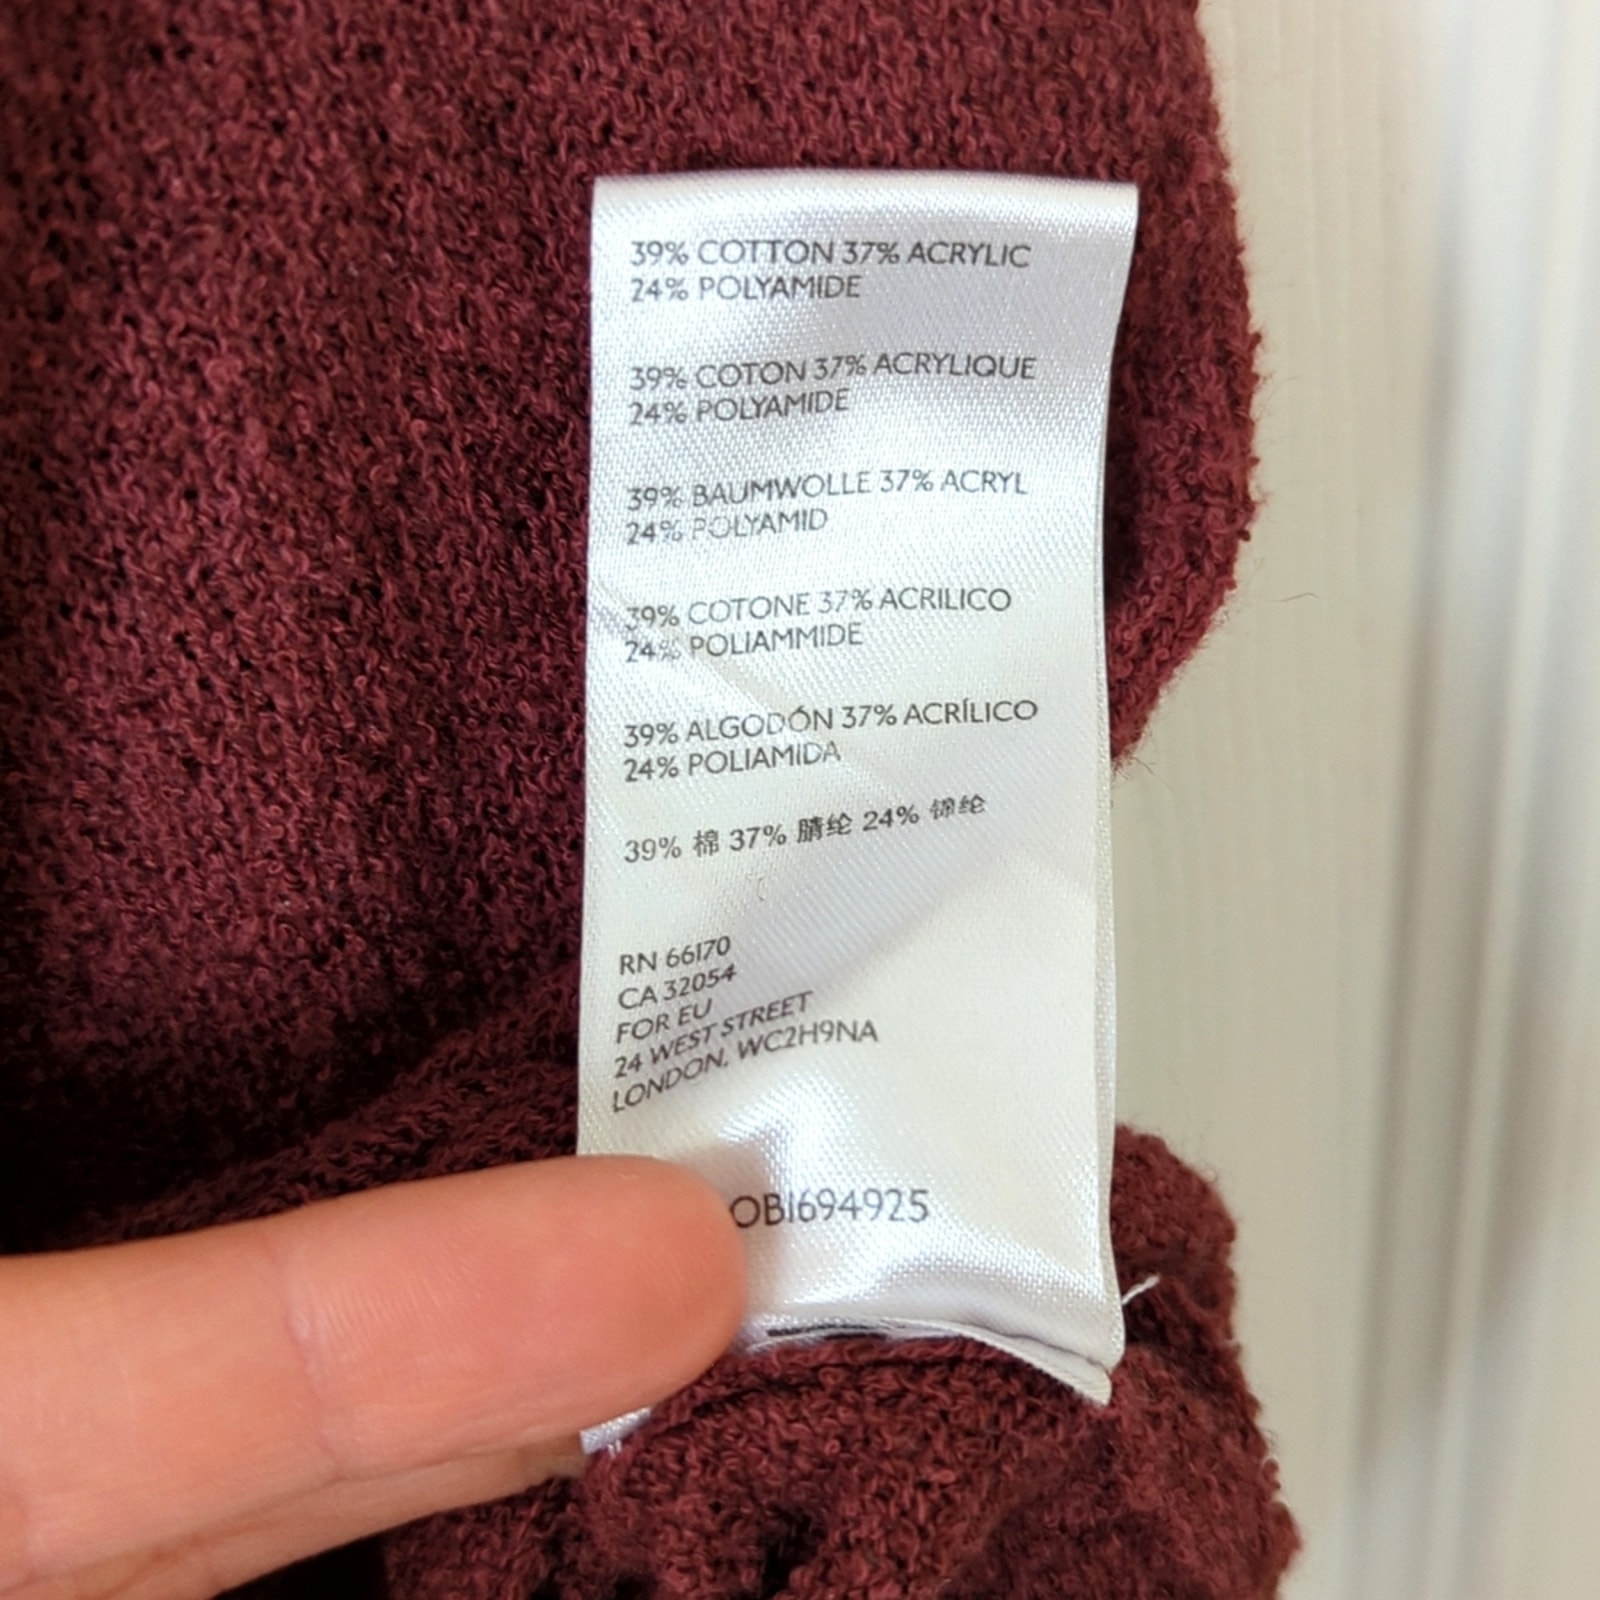 39% COTTON 37% ACRYLIC
24% POLYAMIDE
39% COTON 37% ACRYLIQUE
24% POLYAMIDE
39% BAUMWOLLE 37% ACRYL
24% POLYAMID
39% COTONE 37% ACRILICO
24% POLIAMMIDE
39% ALGODÓN 37% ACRÍLICO
24% POLIAMIDA
39% 棉 37% 腈纶 24% 锦纶
RN 66170
CA 32054
FOR EU
24 WEST STREET
LONDON, WC2H9NA
OB1694925